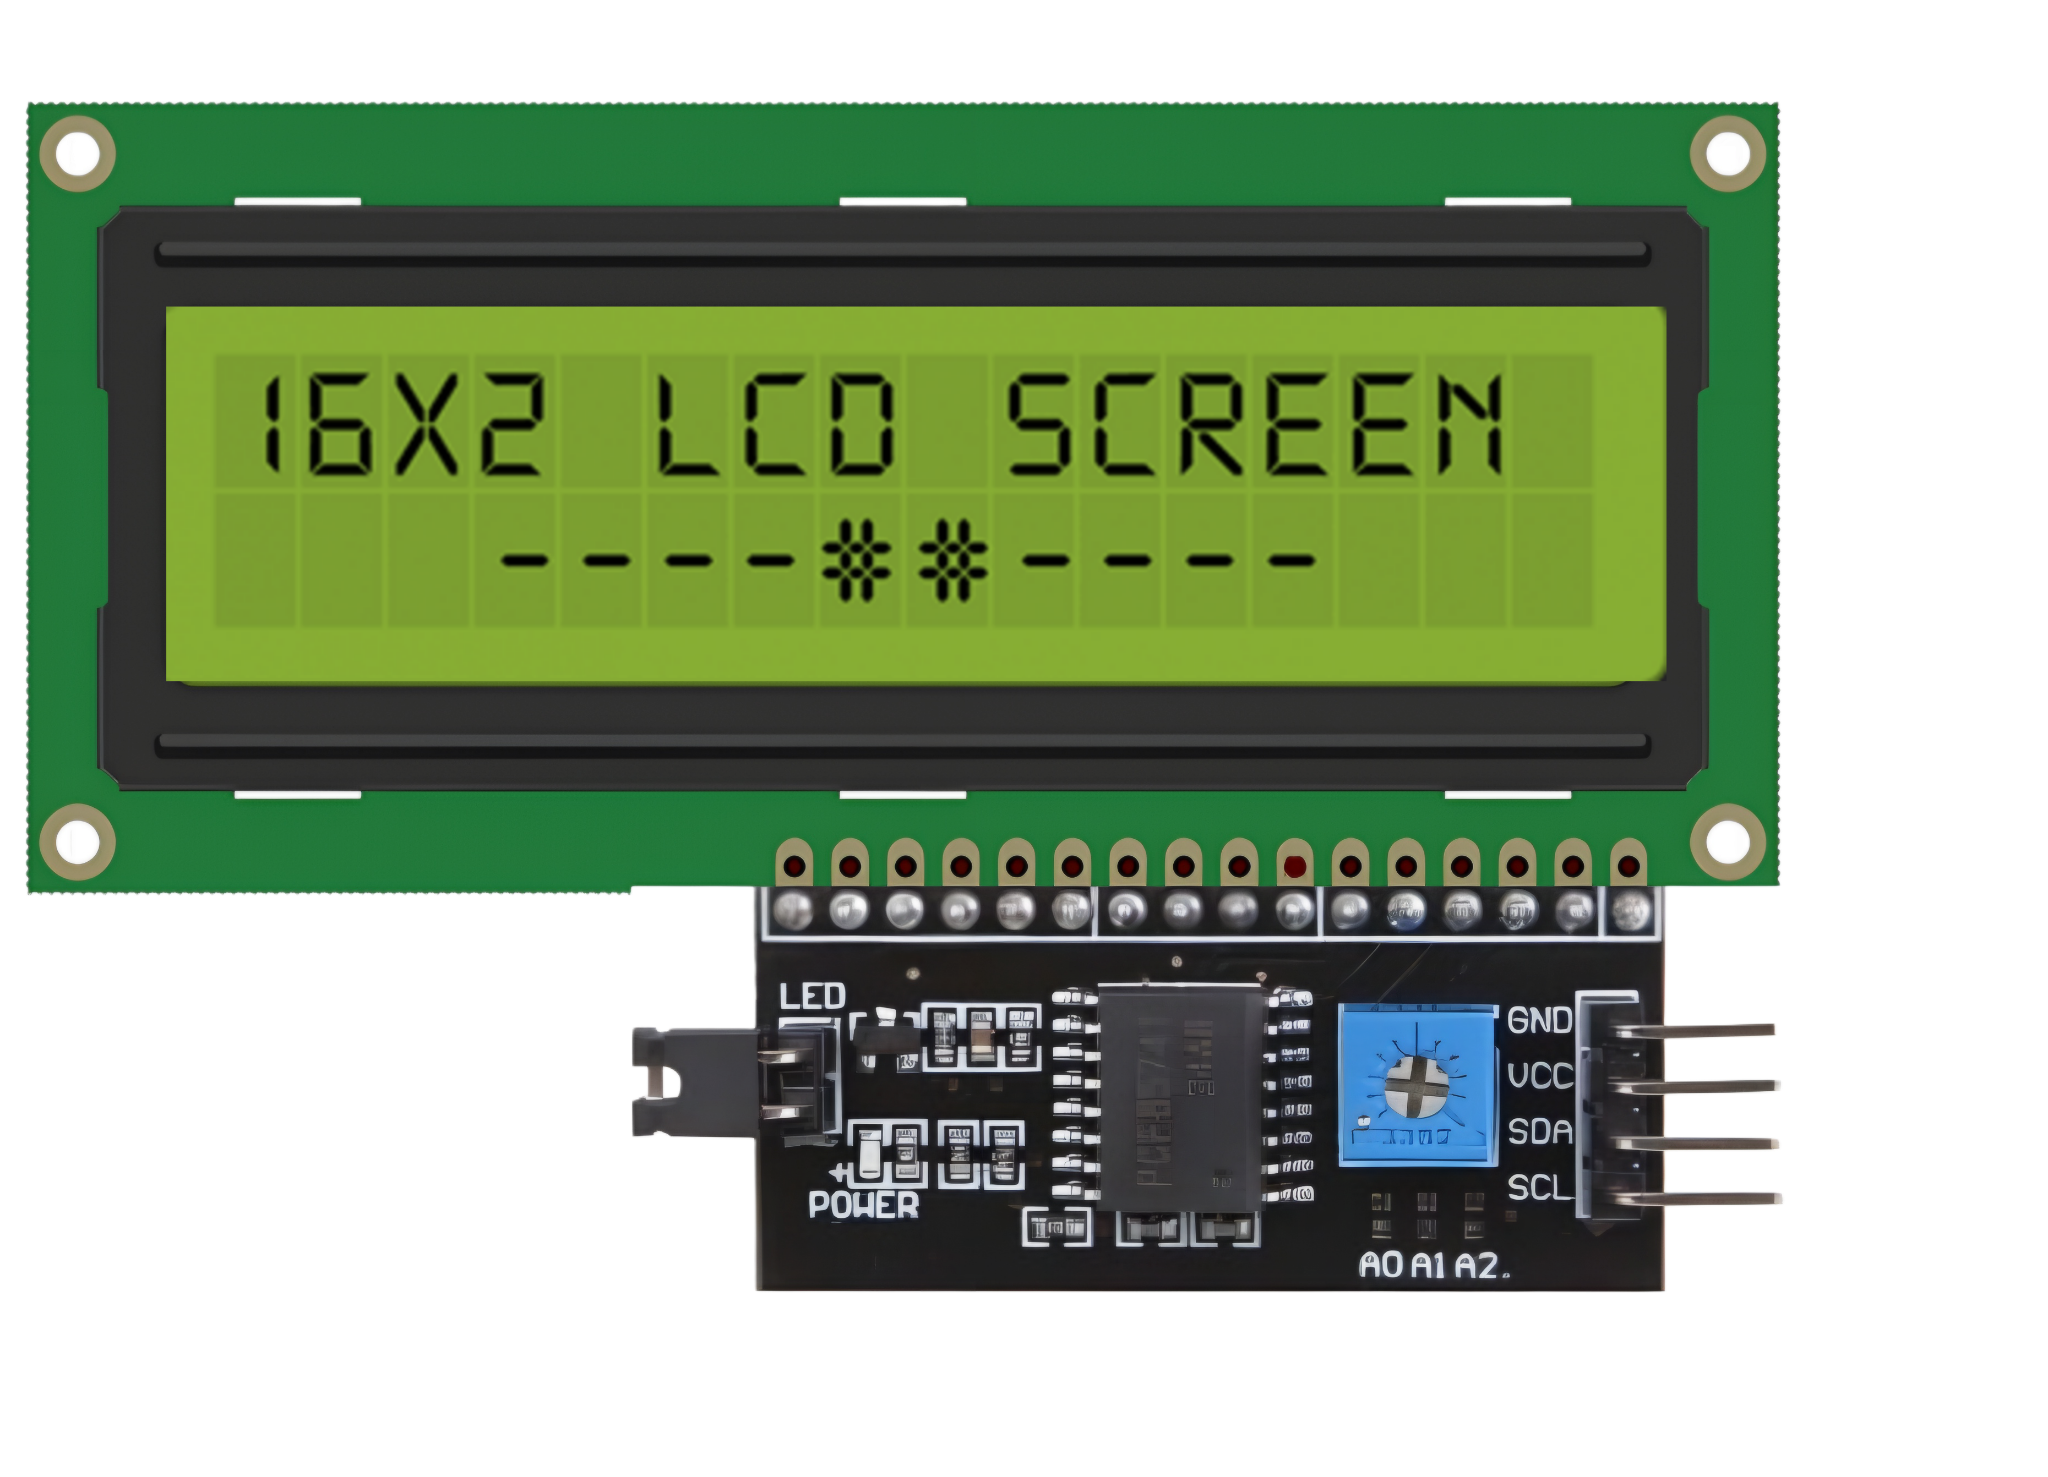 16X2 LCD SCREEN
----##----
LED
GND
VCC
SDA
SCL
+
POWER
A0 A1 A2